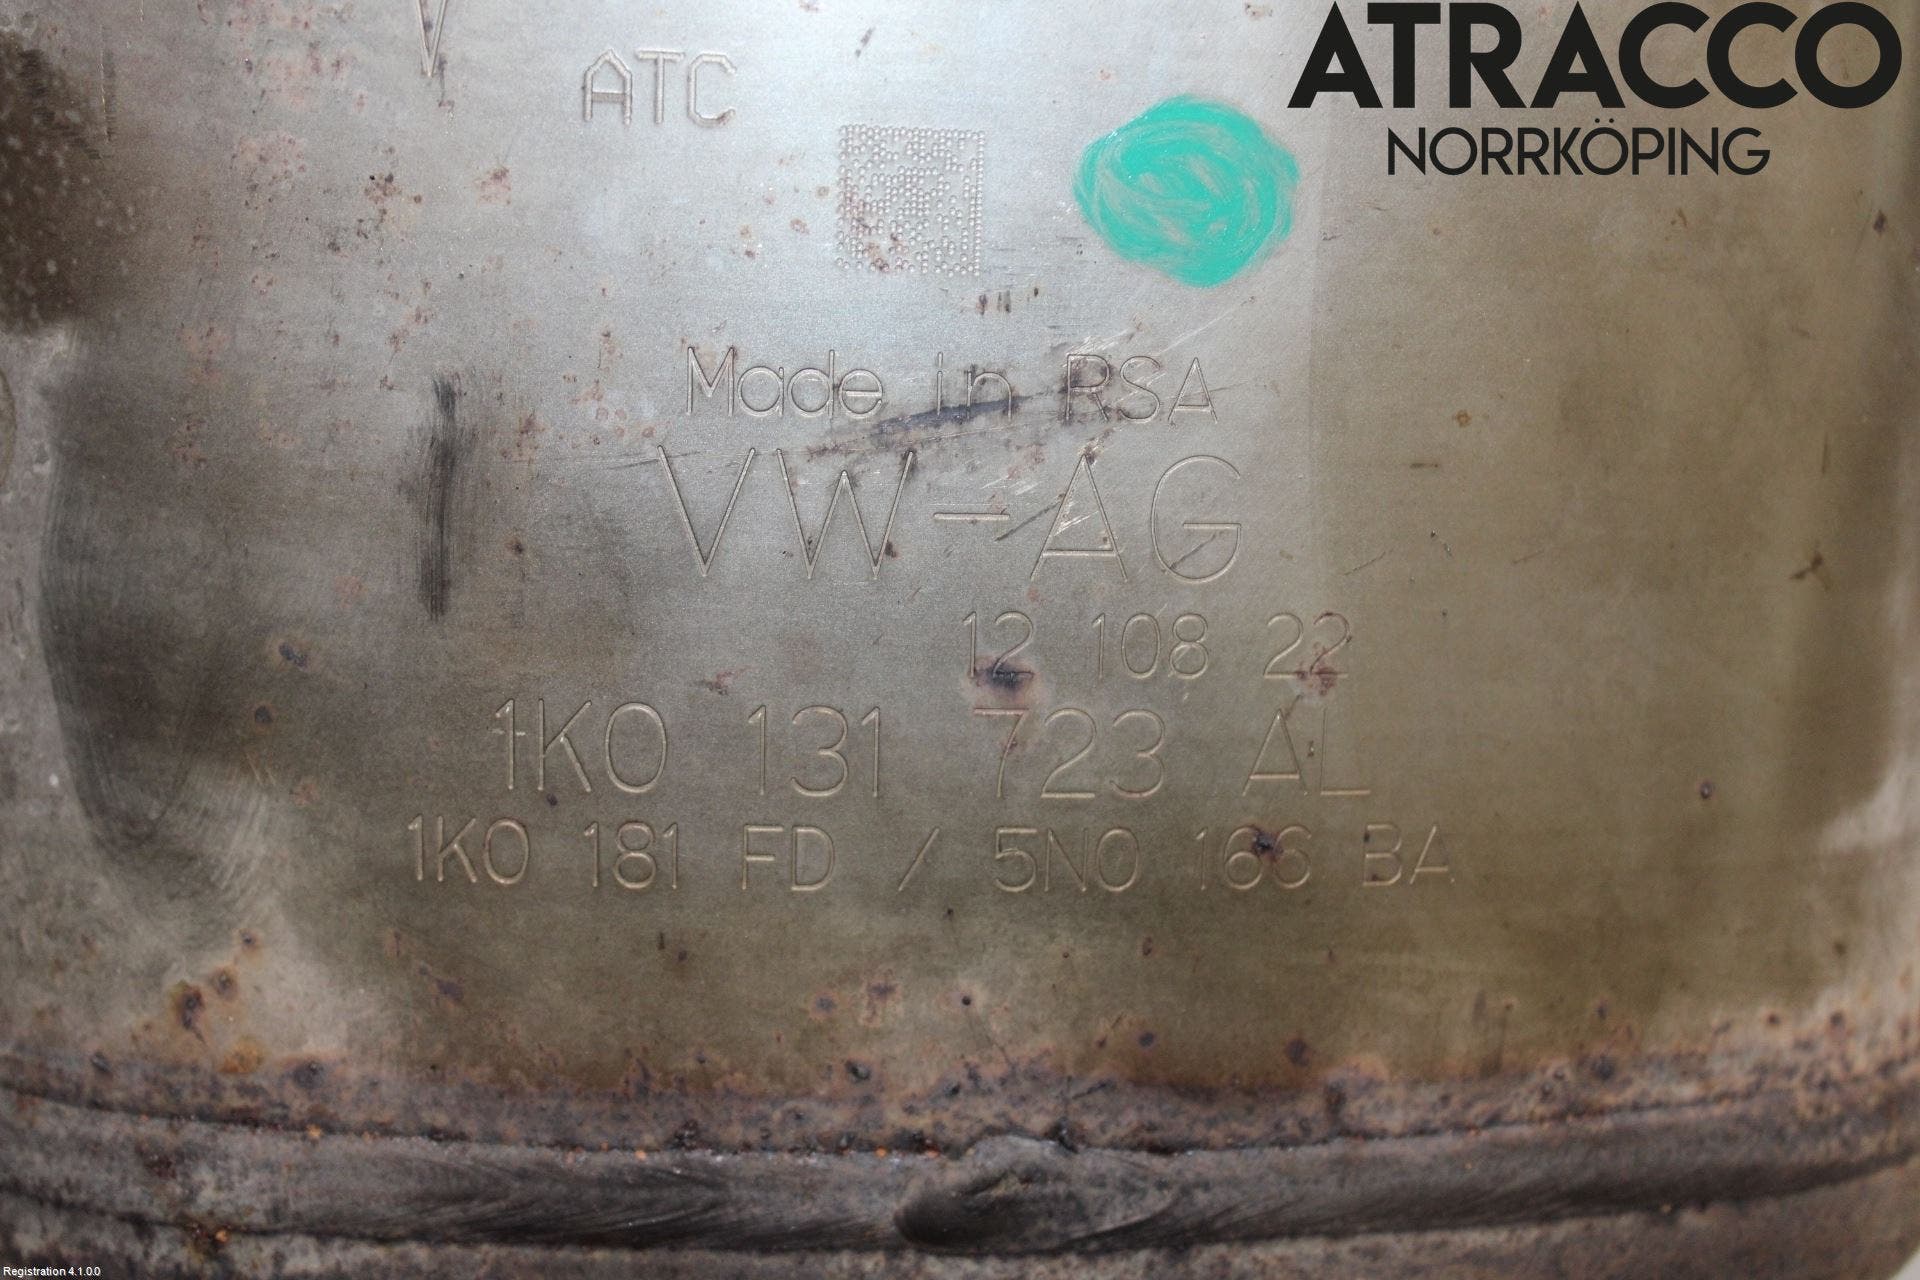 V
ATC
ATRACCO
NORRKÖPING
Made in RSA
VW-AG
12 108 22
1K0 131 723 AL
1K0 181 FD / 5N0 166 BA
Registration 4.1.0.0